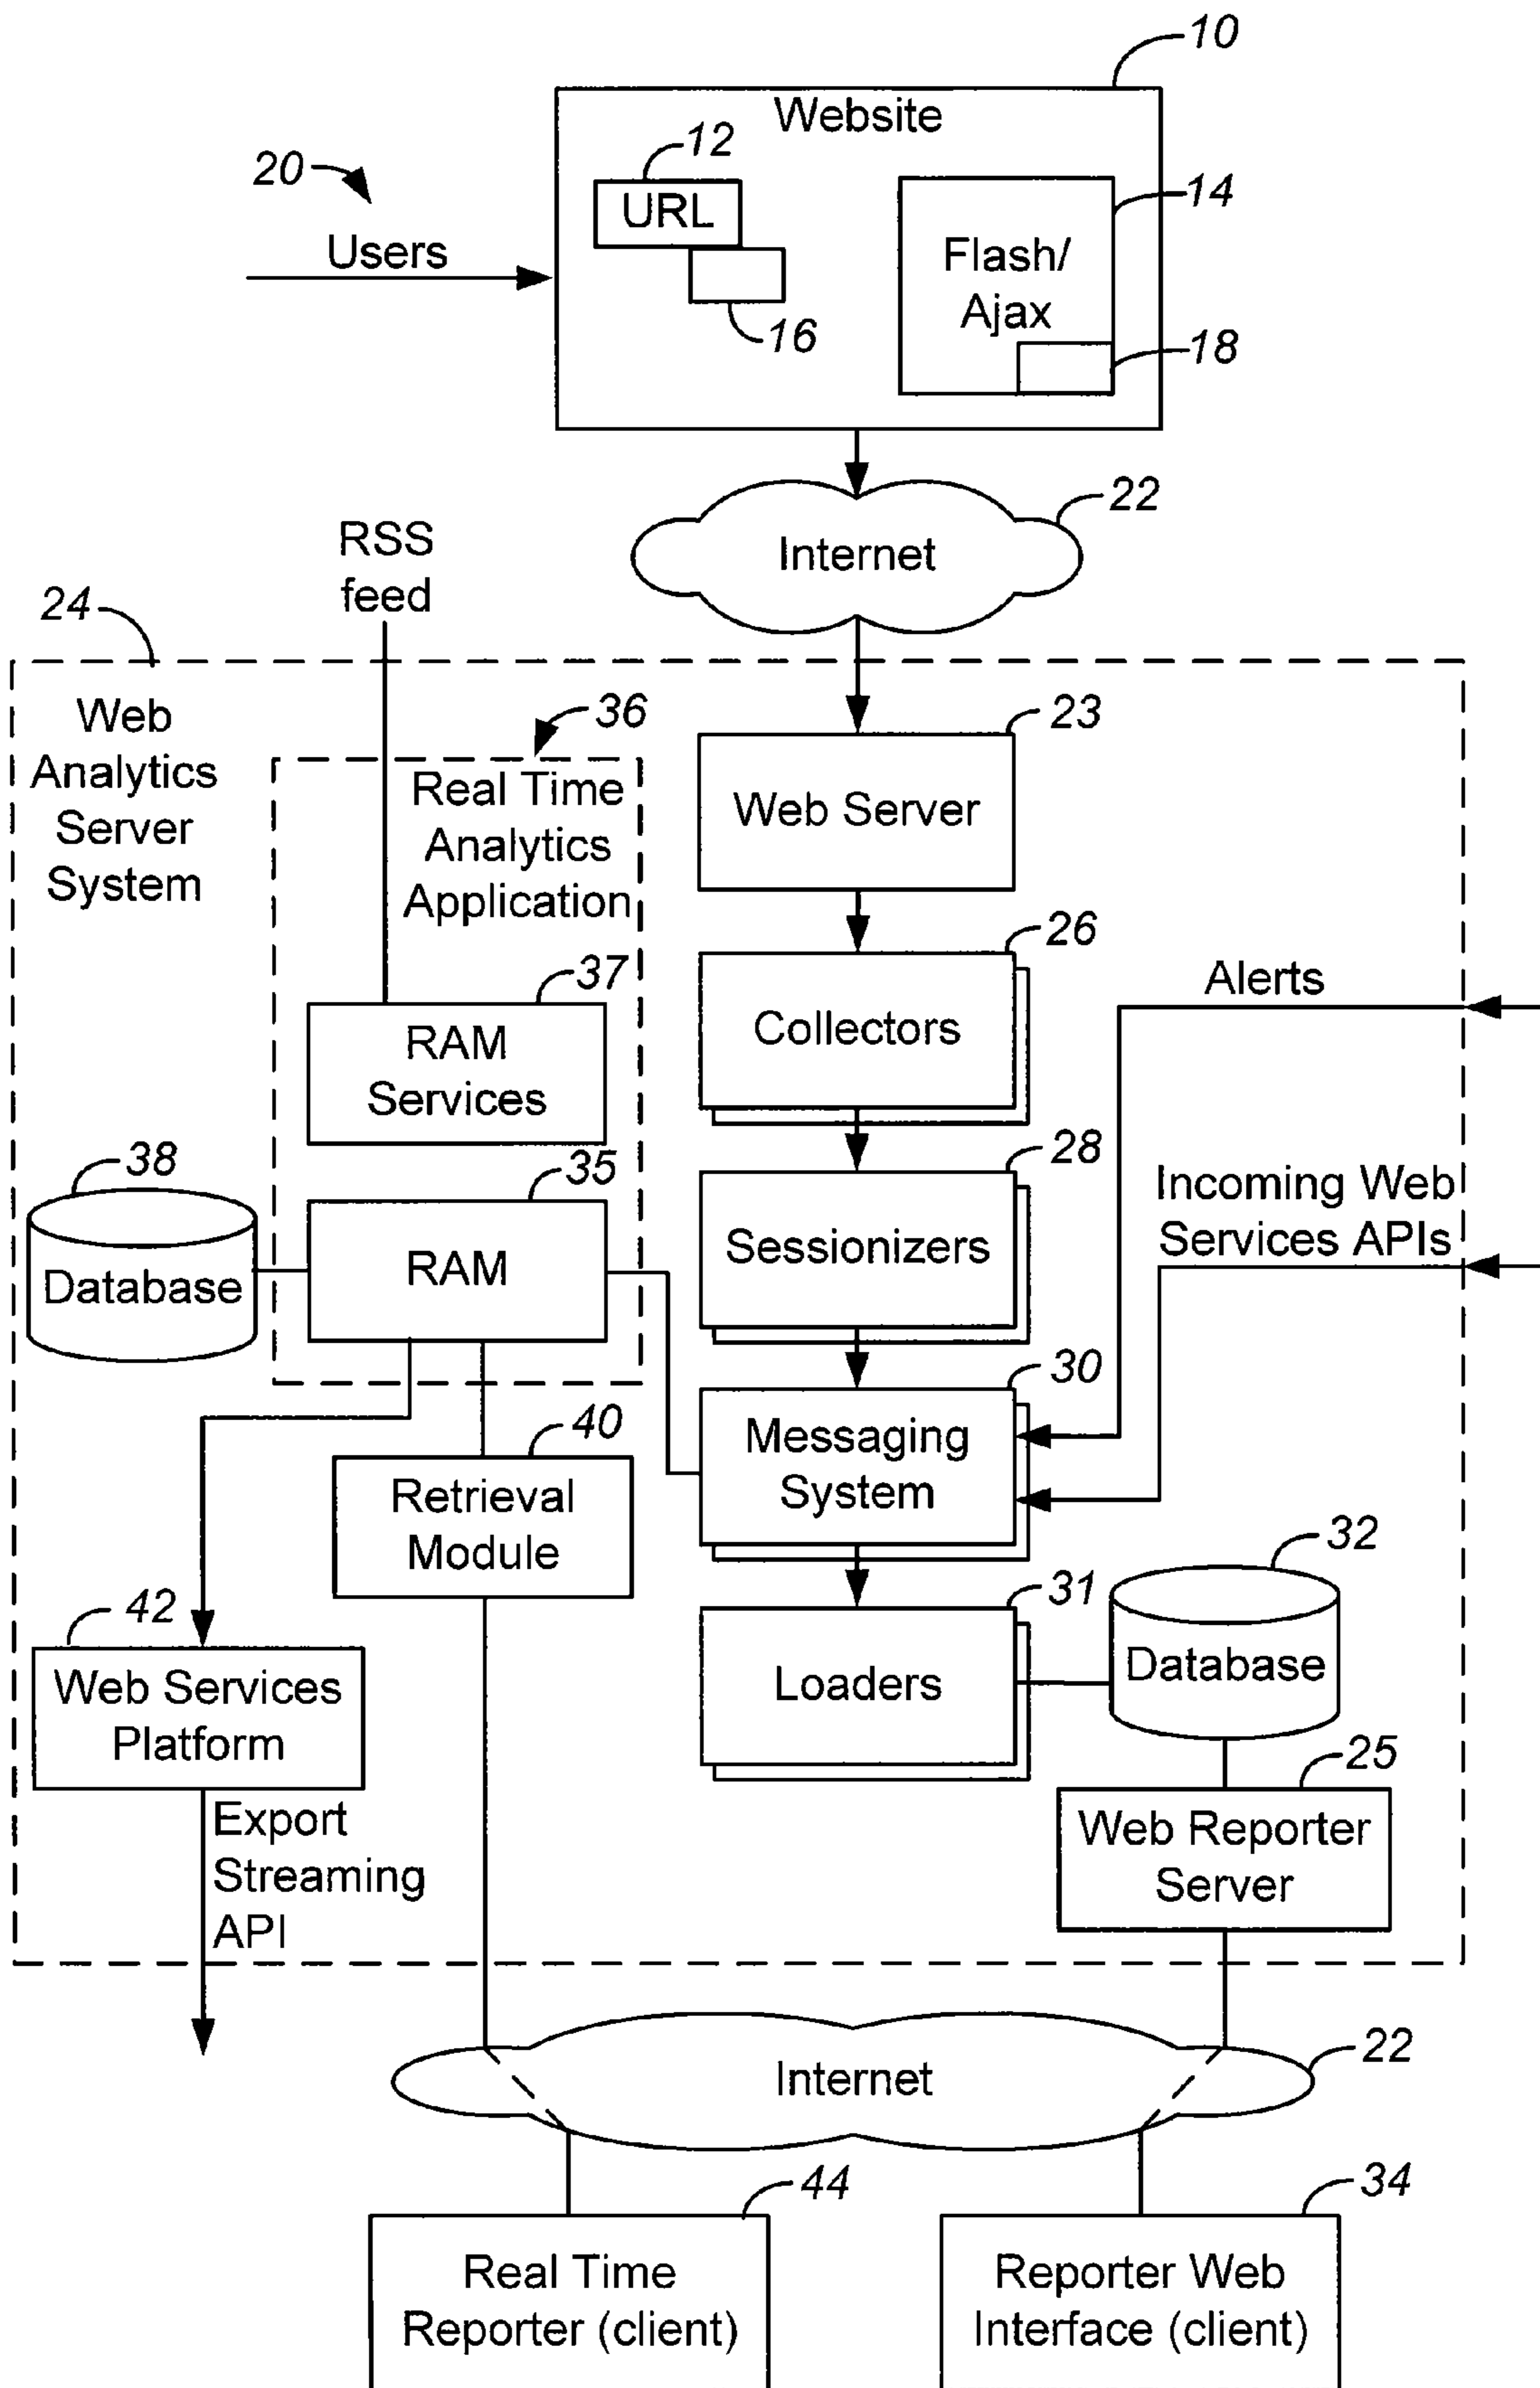 10
Website
12
20
URL
14
Users
Flash/
Ajax
16
18
22
RSS
feed
Internet
24
Web
Analytics
Server
System
36
23
Real Time
Analytics
Application
Web Server
26
37
Alerts
RAM
Services
Collectors
38
35
28
Incoming Web
Services APIs
Database
RAM
Sessionizers
30
40
Messaging
System
Retrieval
Module
32
31
42
Database
Web Services
Platform
Loaders
25
Export
Streaming
API
Web Reporter
Server
22
Internet
44
34
Real Time
Reporter (client)
Reporter Web
Interface (client)